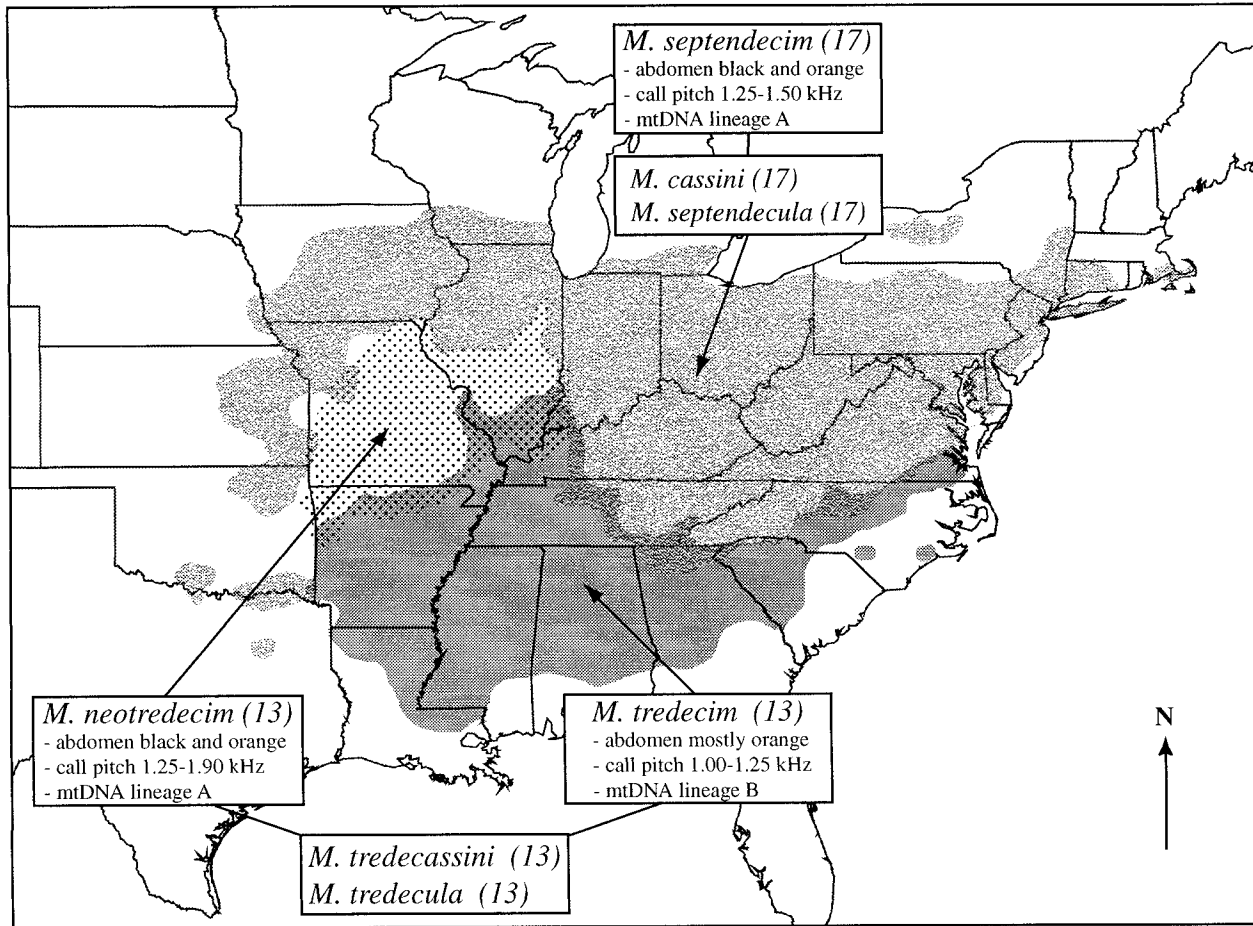 M. septendecim (17)
- abdomen black and orange
- call pitch 1.25-1.50 kHz
- mtDNA lineage A
M. cassini (17)
M. septendecula (17)
M. neotredecim (13)
- abdomen black and orange
- call pitch 1.25-1.90 kHz
- mtDNA lineage A
M. tredecim (13)
- abdomen mostly orange
- call pitch 1.00-1.25 kHz
- mtDNA lineage B
N
M. tredecassini (13)
M. tredecula (13)